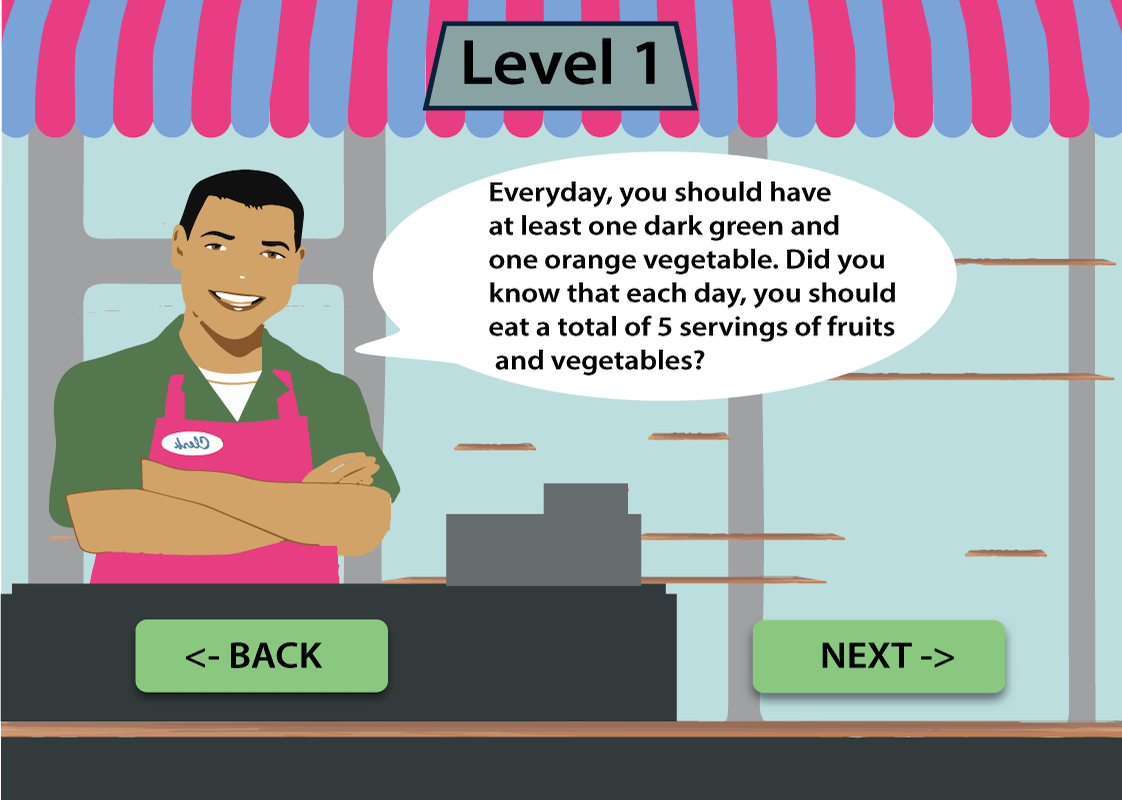 Level 1
Everyday, you should have
at least one dark green and
one orange vegetable. Did you
know that each day, you should
eat a total of 5 servings of fruits
and vegetables?
Clerk
<- BACK
NEXT ->